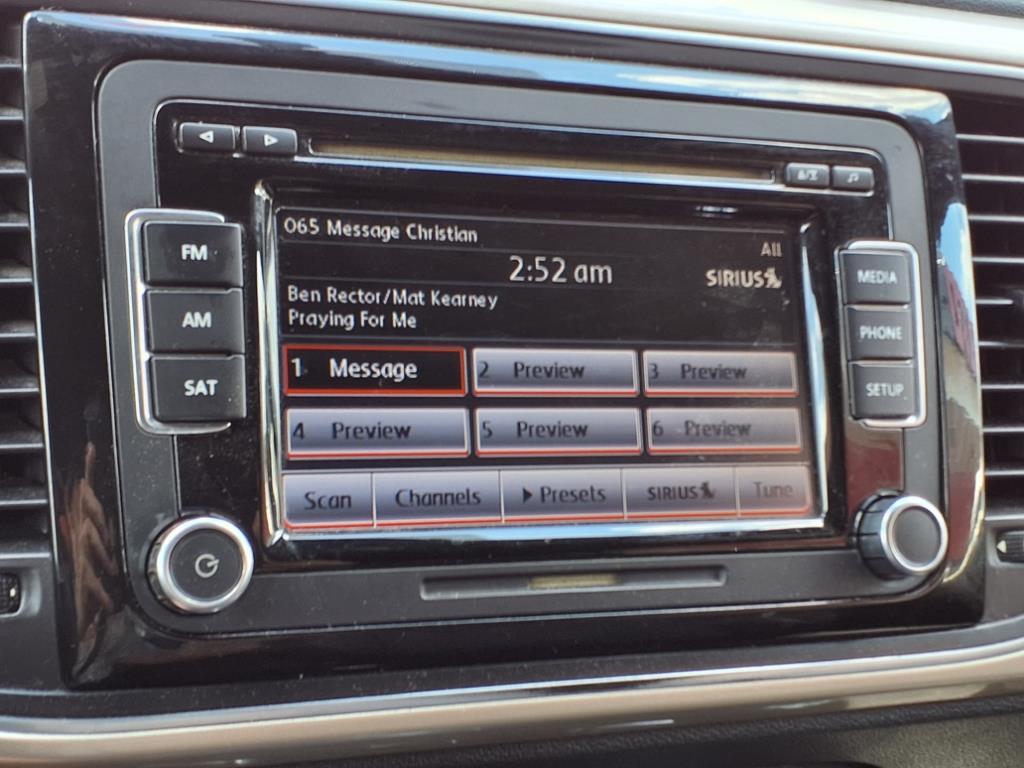 065 Message Christian
All
2:52 am
SIRIUS
Ben Rector/Mat Kearney
Praying For Me
1 Message
2 Preview
3 Preview
4 Preview
5 Preview
6 Preview
Scan
Channels
Presets
SIRIUS
Tune
FM
AM
SAT
MEDIA
PHONE
SETUP